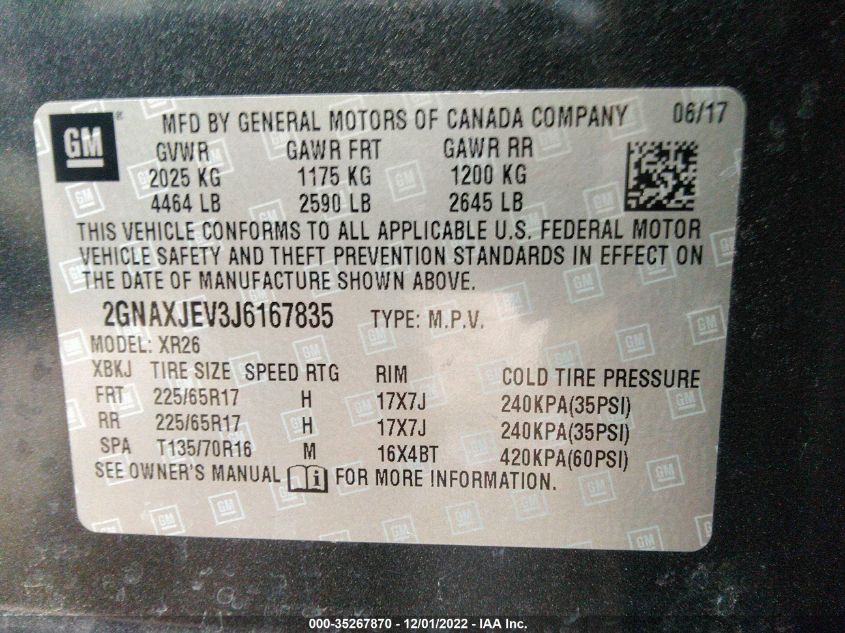 GM ® MFD BY GENERAL MOTORS OF CANADA COMPANY 06/17
GVWR GAWR FRT GAWR RR
2025 KG 1175 KG 1200 KG
4464 LB 2590 LB 2645 LB
THIS VEHICLE CONFORMS TO ALL APPLICABLE U.S. FEDERAL MOTOR
VEHICLE SAFETY AND THEFT PREVENTION STANDARDS IN EFFECT ON
THE DATE OF MANUFACTURE SHOWN ABOVE.
2GNAXJEV3J6167835 TYPE: M.P.V.
MODEL: XR26
XBKJ TIRE SIZE SPEED RTG RIM COLD TIRE PRESSURE
FRT 225/65R17 H 17X7J 240KPA(35PSI)
RR 225/65R17 H 17X7J 240KPA(35PSI)
SPA T135/70R16 M 16X4BT 420KPA(60PSI)
SEE OWNER'S MANUAL FOR MORE INFORMATION.
000-35267870 - 12/01/2022 - IAA Inc.